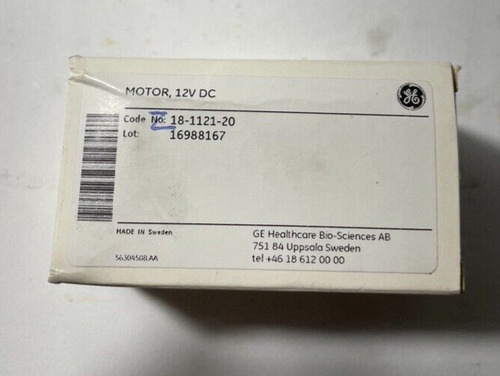 MOTOR, 12V DC
Code No: 18-1121-20
Lot: 16988167
MADE IN Sweden
GE Healthcare Bio-Sciences AB
751 84 Uppsala Sweden
tel +46 18 612 00 00
56304508.AA
GE